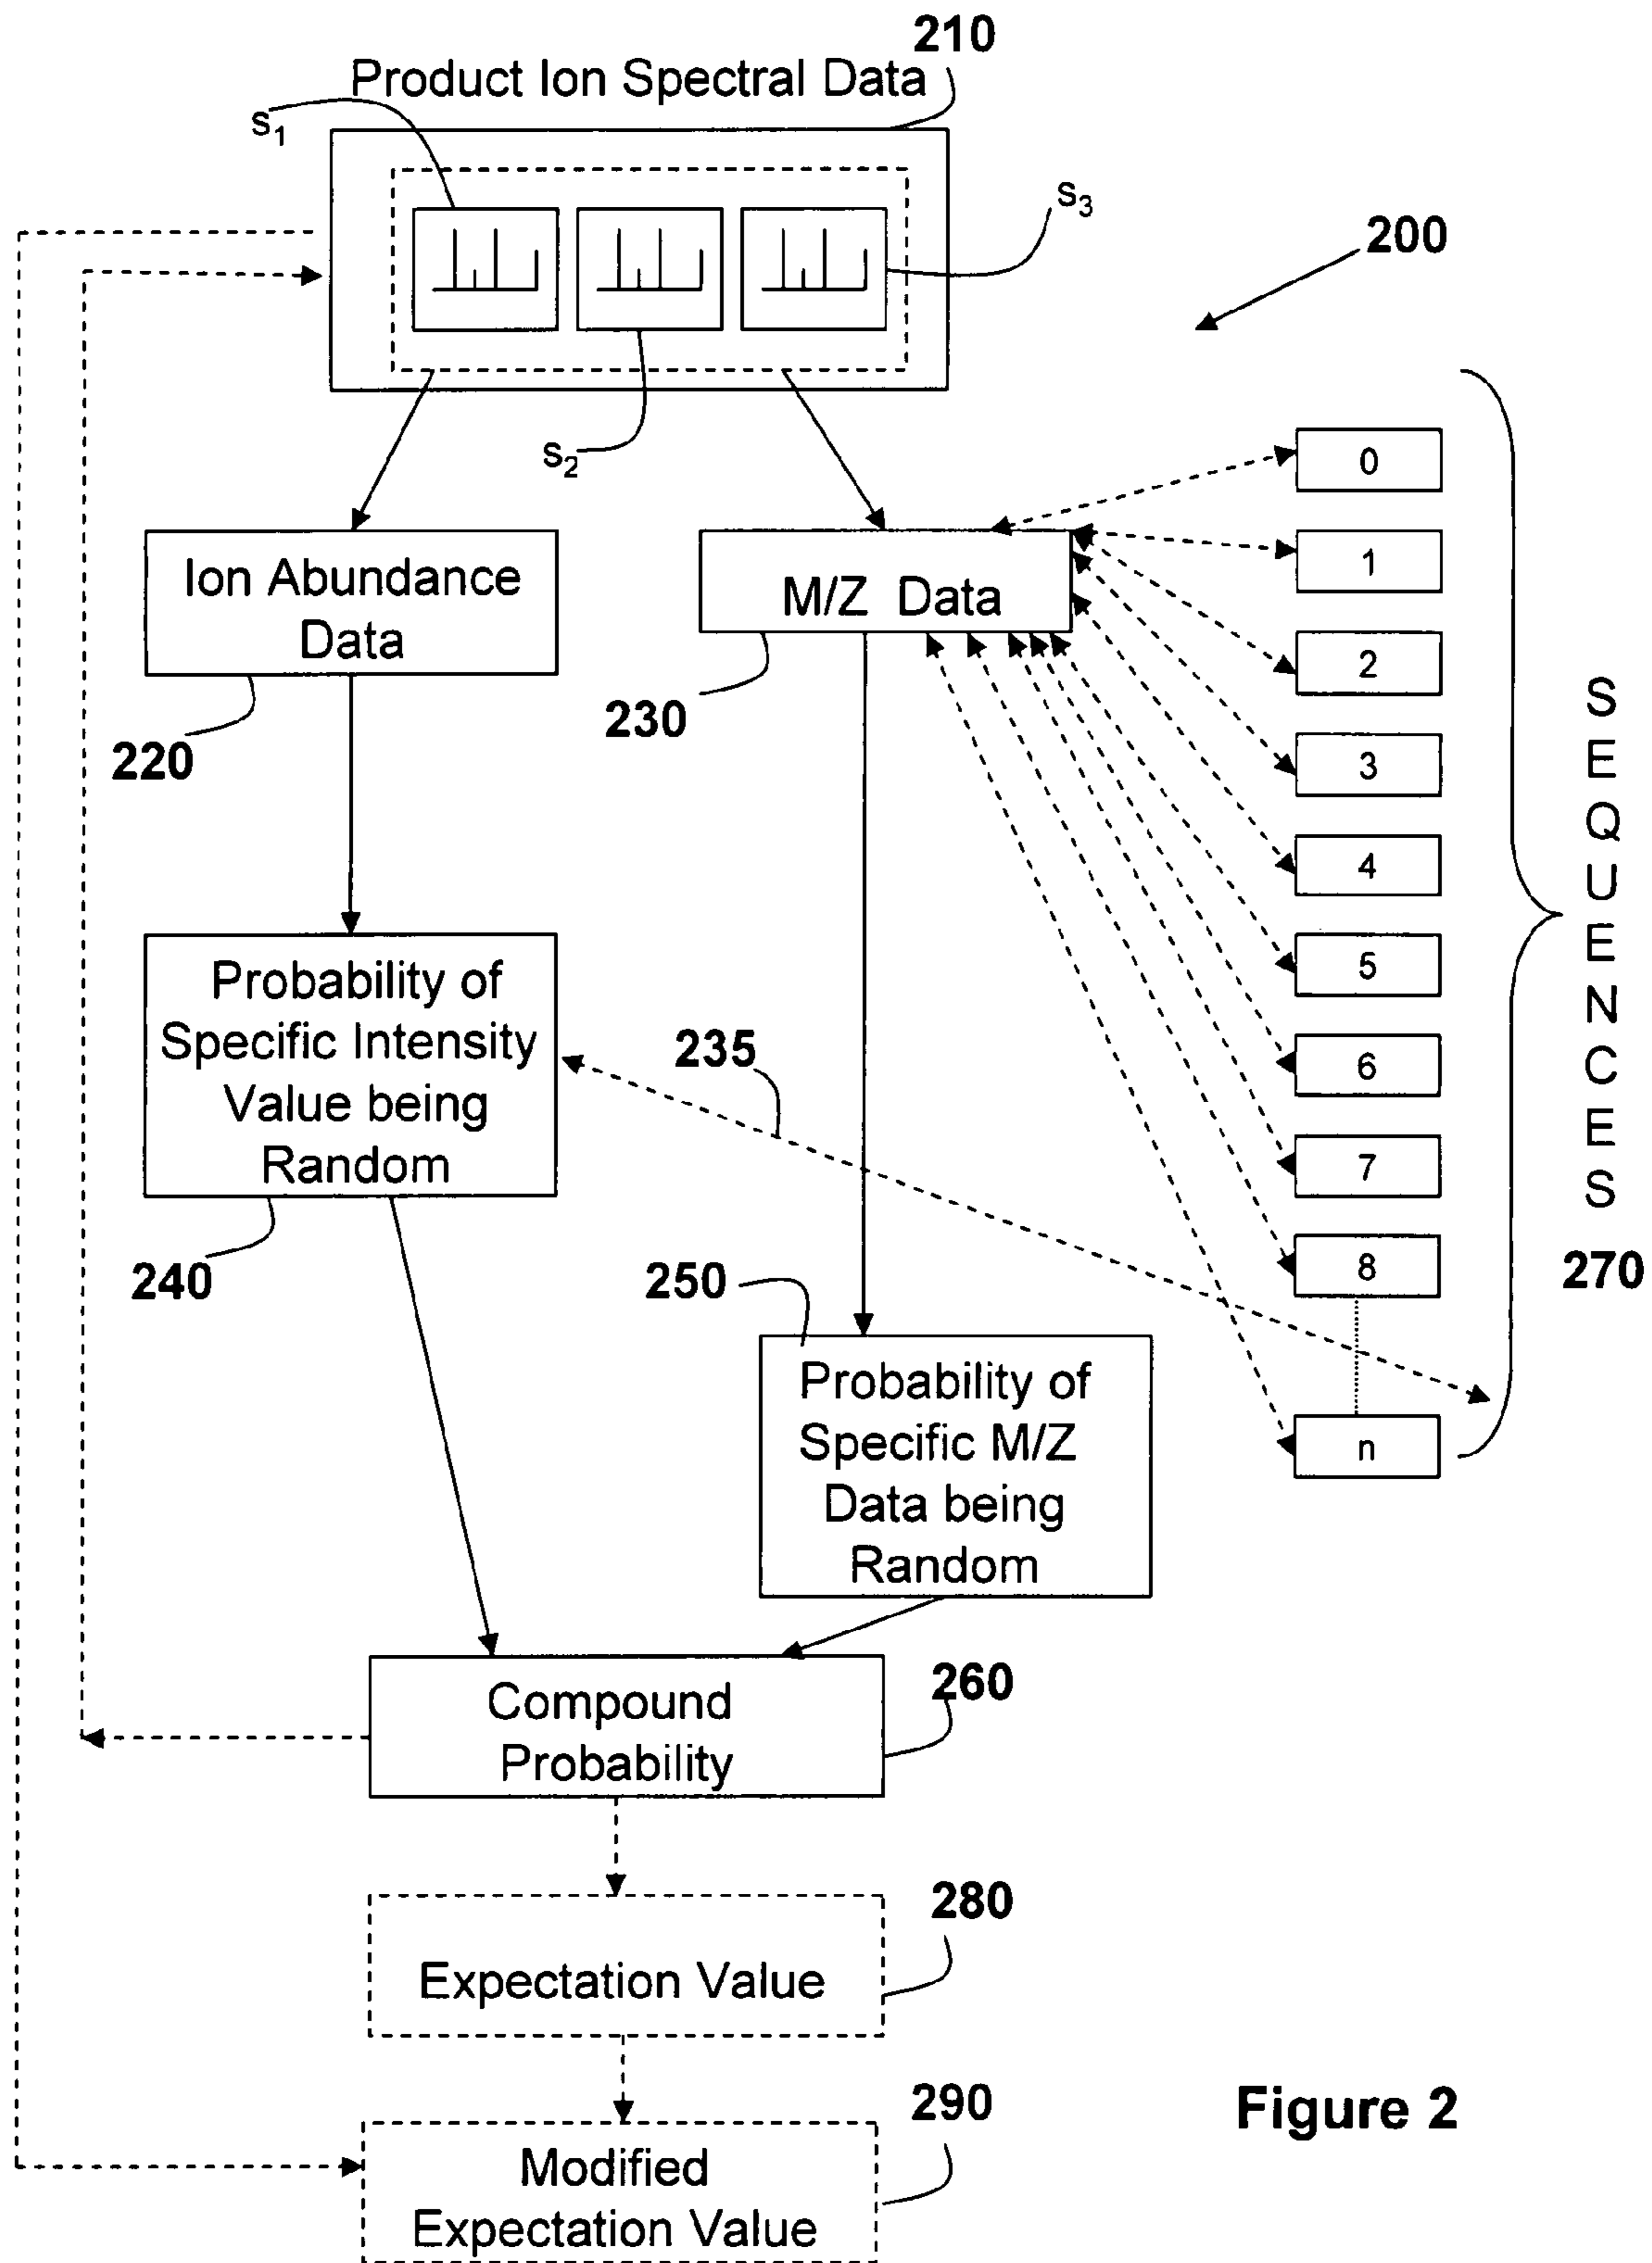 210
Product Ion Spectral Data
s1
s3
200
s2
0
1
2
3
4
5
6
7
8
n
SEQUENCES
270
Ion Abundance
Data
220
M/Z Data
230
Probability of
Specific Intensity
Value being
Random
235
240
250
Probability of
Specific M/Z
Data being
Random
Compound
Probability
260
280
Expectation Value
290
Modified
Expectation Value
Figure 2